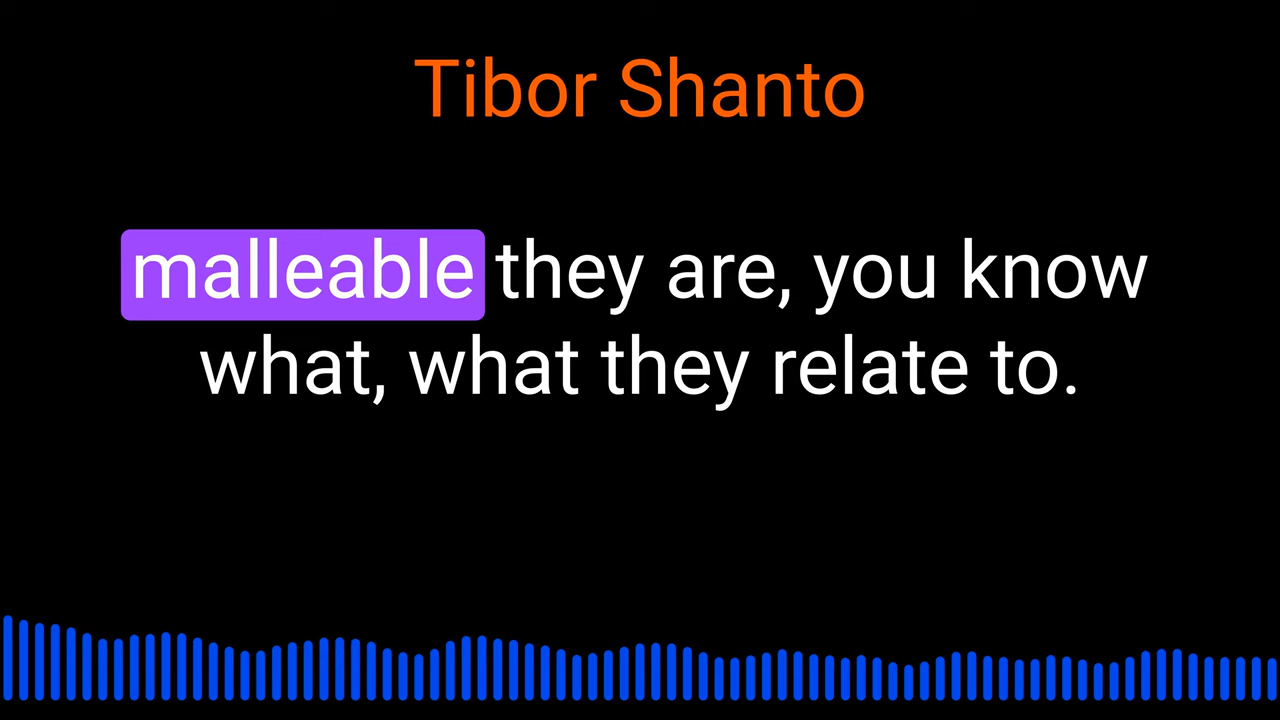 Tibor Shanto
malleable they are, you know
what, what they relate to.